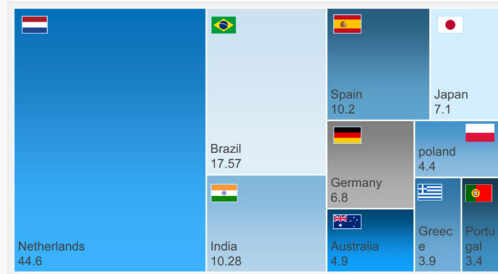 Netherlands
44.6
Brazil
17.57
India
10.28
Spain
10.2
Japan
7.1
Germany
6.8
poland
4.4
Australia
4.9
Greec
e
3.9
Portu
gal
3.4